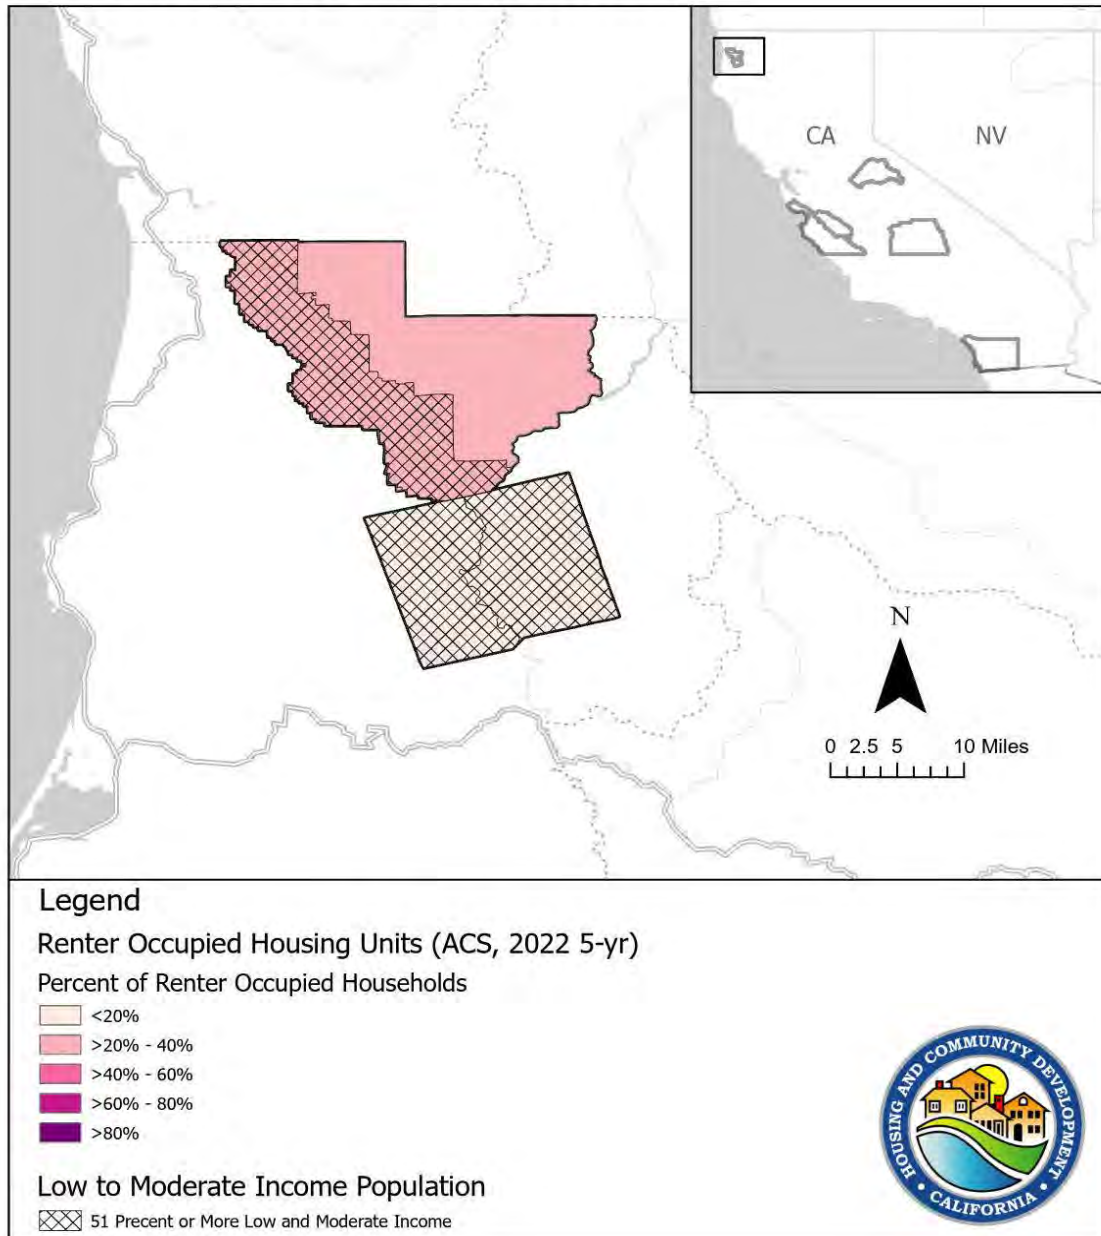 CA
NV
N
0 2.5 5 10 Miles
Legend
Renter Occupied Housing Units (ACS, 2022 5-yr)
Percent of Renter Occupied Households
<20%
>20% - 40%
>40% - 60%
>60% - 80%
>80%
Low to Moderate Income Population
51 Precent or More Low and Moderate Income
HOUSING AND COMMUNITY DEVELOPMENT
• CALIFORNIA •